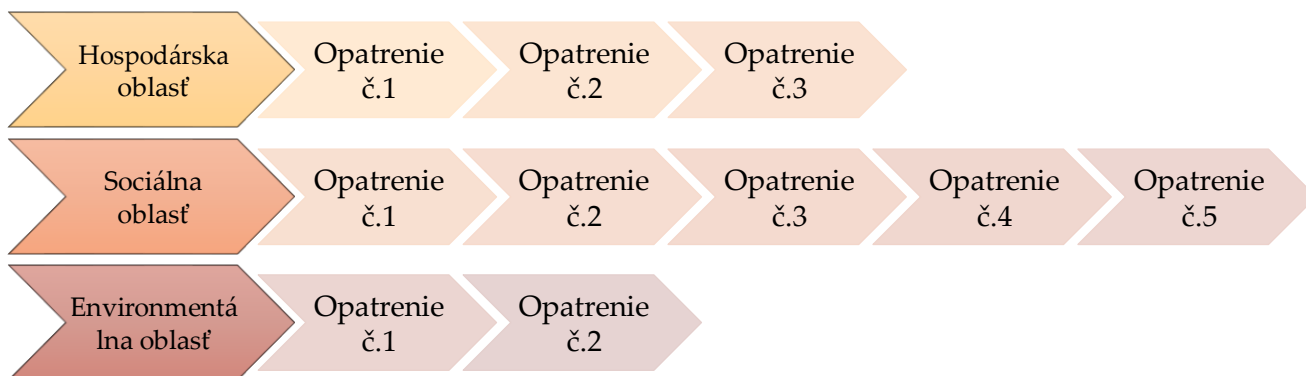 Hospodárska
oblasť
Opatrenie
č.1
Opatrenie
č.2
Opatrenie
č.3
Sociálna
oblasť
Opatrenie
č.1
Opatrenie
č.2
Opatrenie
č.3
Opatrenie
č.4
Opatrenie
č.5
Environmentá
lna oblasť
Opatrenie
č.1
Opatrenie
č.2